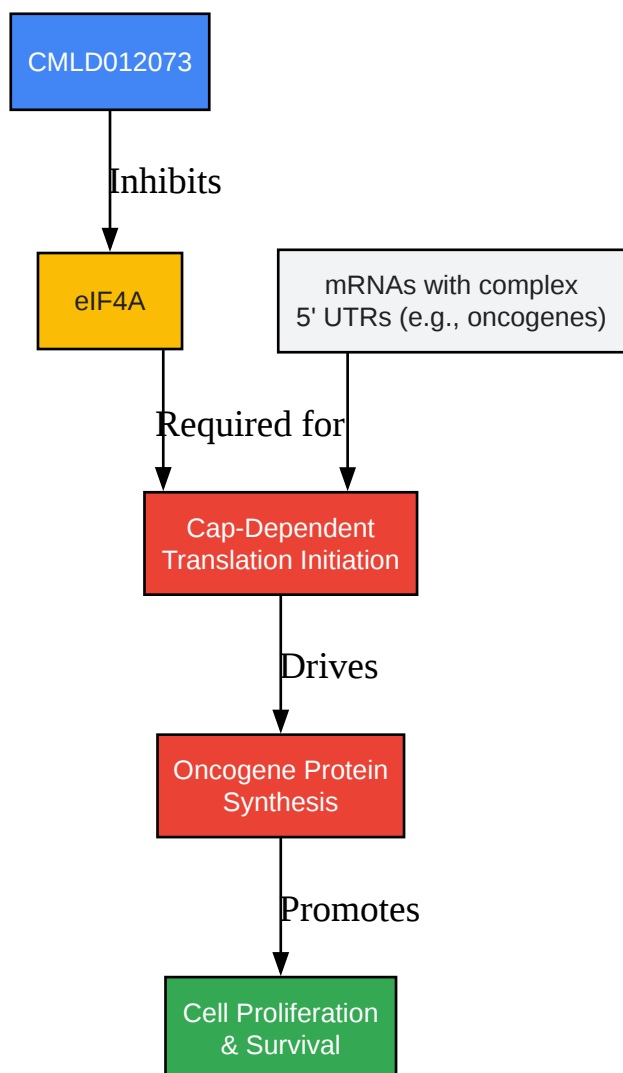 CMLD012073
Inhibits
eIF4A
mRNAs with complex
5' UTRs (e.g., oncogenes)
Required for
Cap-Dependent
Translation Initiation
Drives
Oncogene Protein
Synthesis
Promotes
Cell Proliferation
& Survival